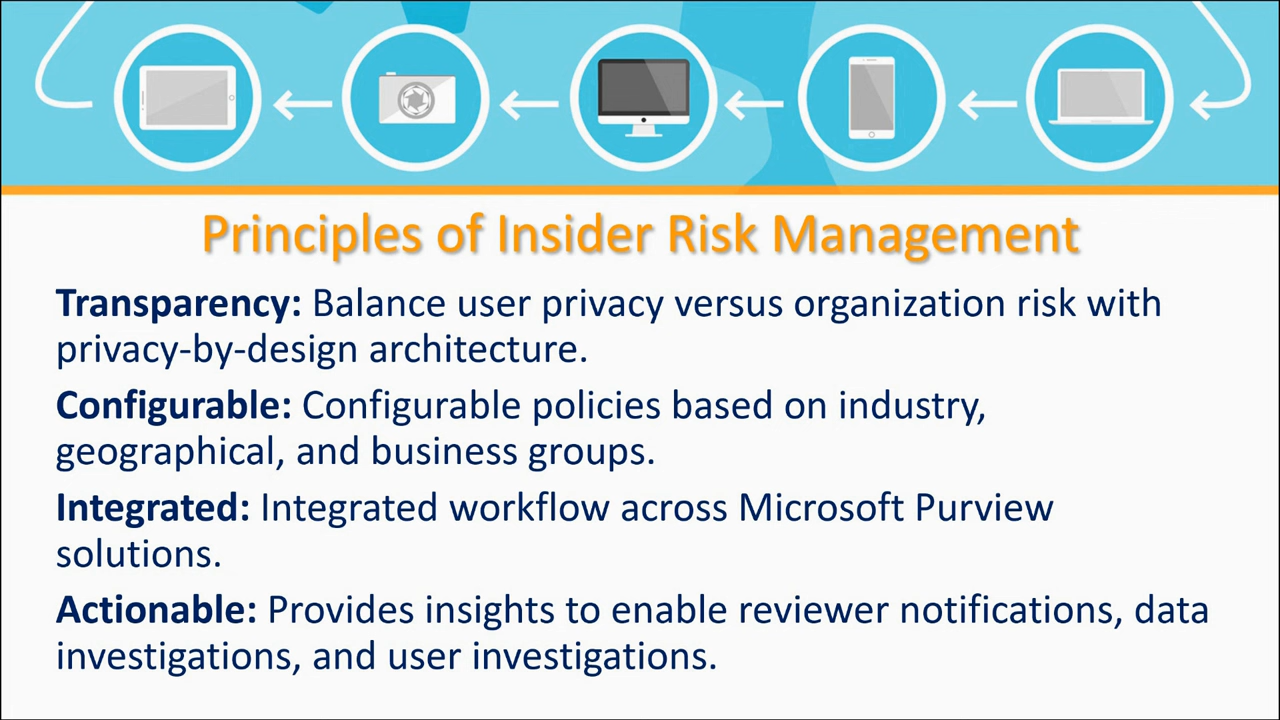 Principles of Insider Risk Management
Transparency: Balance user privacy versus organization risk with
privacy-by-design architecture.
Configurable: Configurable policies based on industry,
geographical, and business groups.
Integrated: Integrated workflow across Microsoft Purview
solutions.
Actionable: Provides insights to enable reviewer notifications, data
investigations, and user investigations.